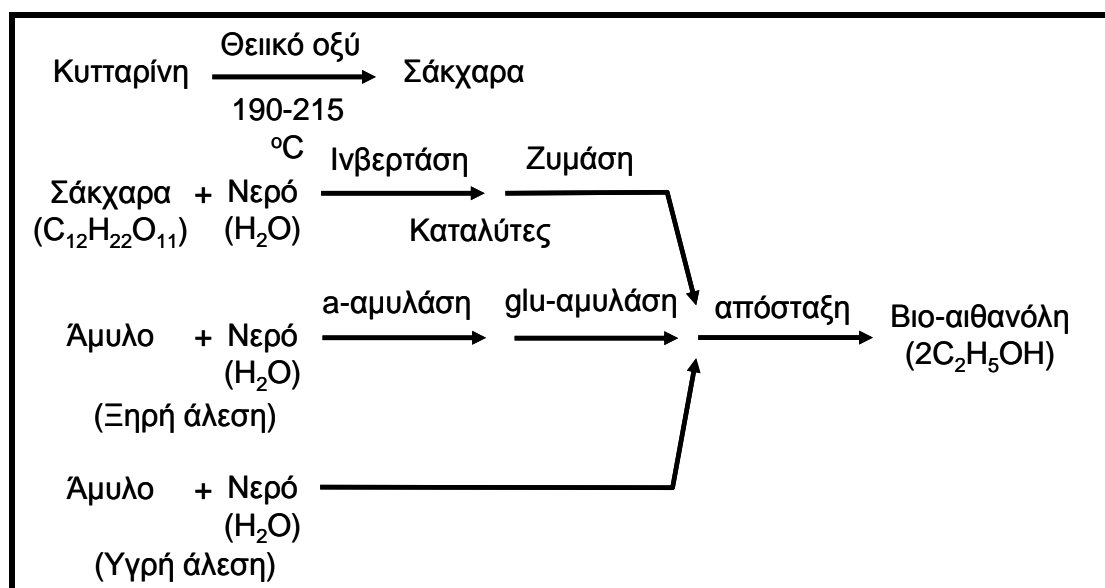 Θειικό οξύ
Κυτταρίνη Σάκχαρα
190-215
°C
Ινβερτάση Ζυμάση
Σάκχαρα + Νερό
(C₁₂H₂₂O₁₁) (H₂O) Καταλύτες
a-αμυλάση glu-αμυλάση απόσταξη
Άμυλο + Νερό Βιο-αιθανόλη
(H₂O) (2C₂H₅OH)
(Ξηρή άλεση)
Άμυλο + Νερό
(H₂O)
(Υγρή άλεση)